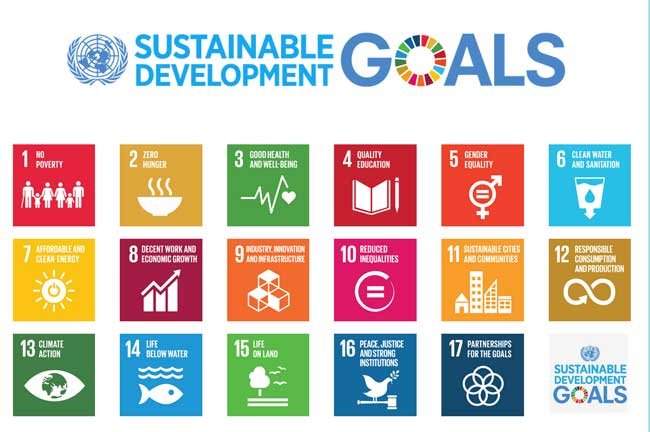 SUSTAINABLE
DEVELOPMENT
GOALS
1 NO
POVERTY
2 ZERO
HUNGER
3 GOOD HEALTH
AND WELL-BEING
4 QUALITY
EDUCATION
5 GENDER
EQUALITY
6 CLEAN WATER
AND SANITATION
7 AFFORDABLE AND
CLEAN ENERGY
8 DECENT WORK AND
ECONOMIC GROWTH
9 INDUSTRY, INNOVATION
AND INFRASTRUCTURE
10 REDUCED
INEQUALITIES
11 SUSTAINABLE CITIES
AND COMMUNITIES
12 RESPONSIBLE
CONSUMPTION
AND PRODUCTION
13 CLIMATE
ACTION
14 LIFE
BELOW WATER
15 LIFE
ON LAND
16 PEACE, JUSTICE
AND STRONG
INSTITUTIONS
17 PARTNERSHIPS
FOR THE GOALS
SUSTAINABLE
DEVELOPMENT
GOALS